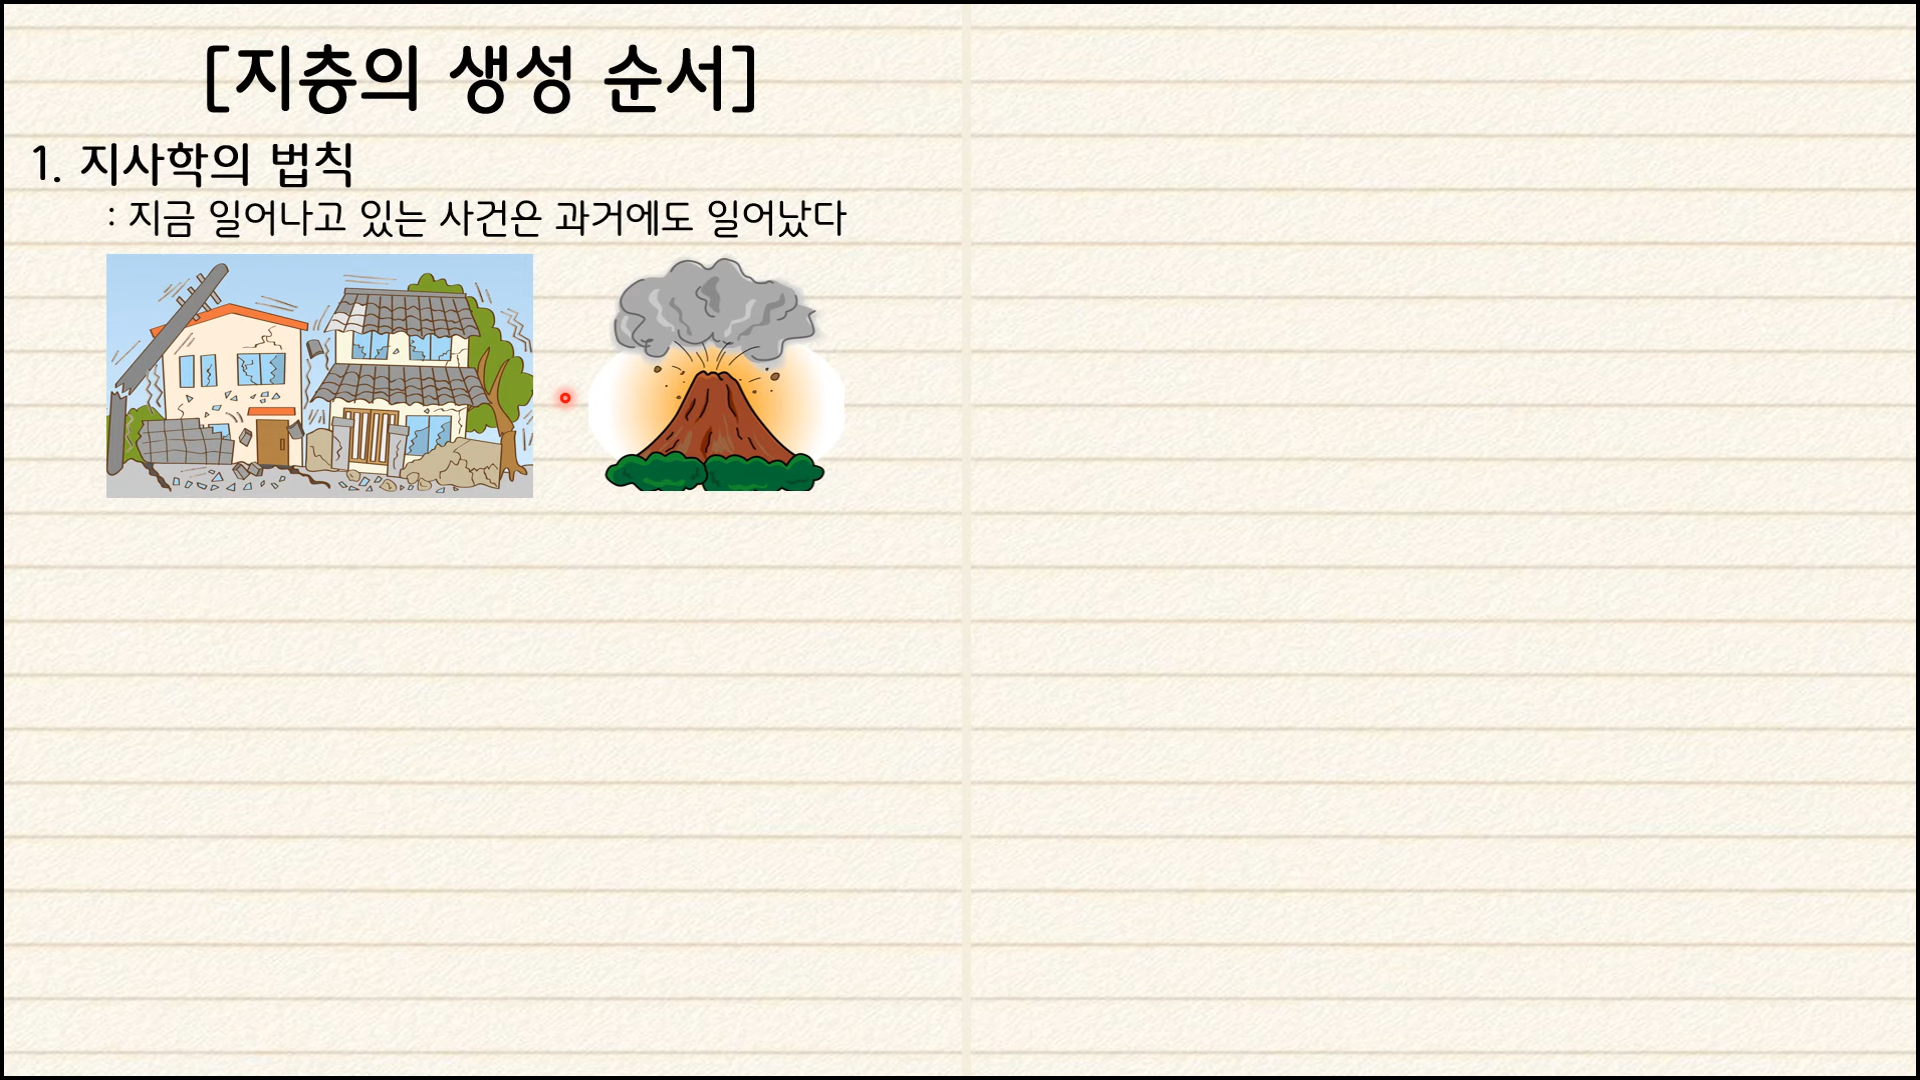 [지층의 생성 순서]
1. 지사학의 법칙
: 지금 일어나고 있는 사건은 과거에도 일어났다